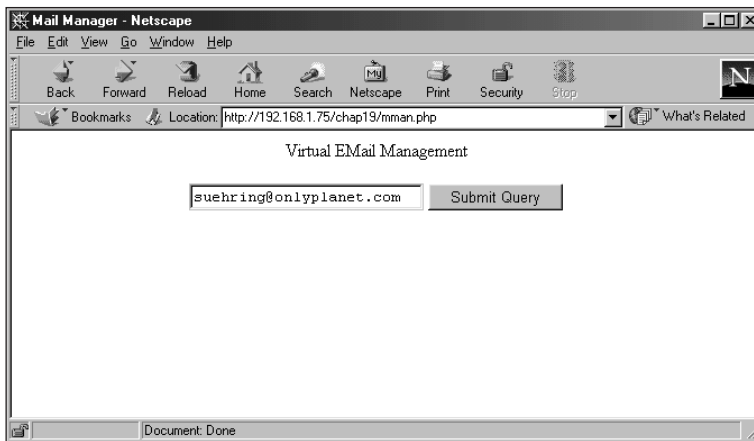 Mail Manager - Netscape
File Edit View Go Window Help
Back Forward Reload Home Search Netscape Print Security Stop
My
N
Bookmarks Location: http://192.168.1.75/chap19/mman.php What's Related
Virtual EMail Management
suehring@onlyplanet.com Submit Query
Document: Done